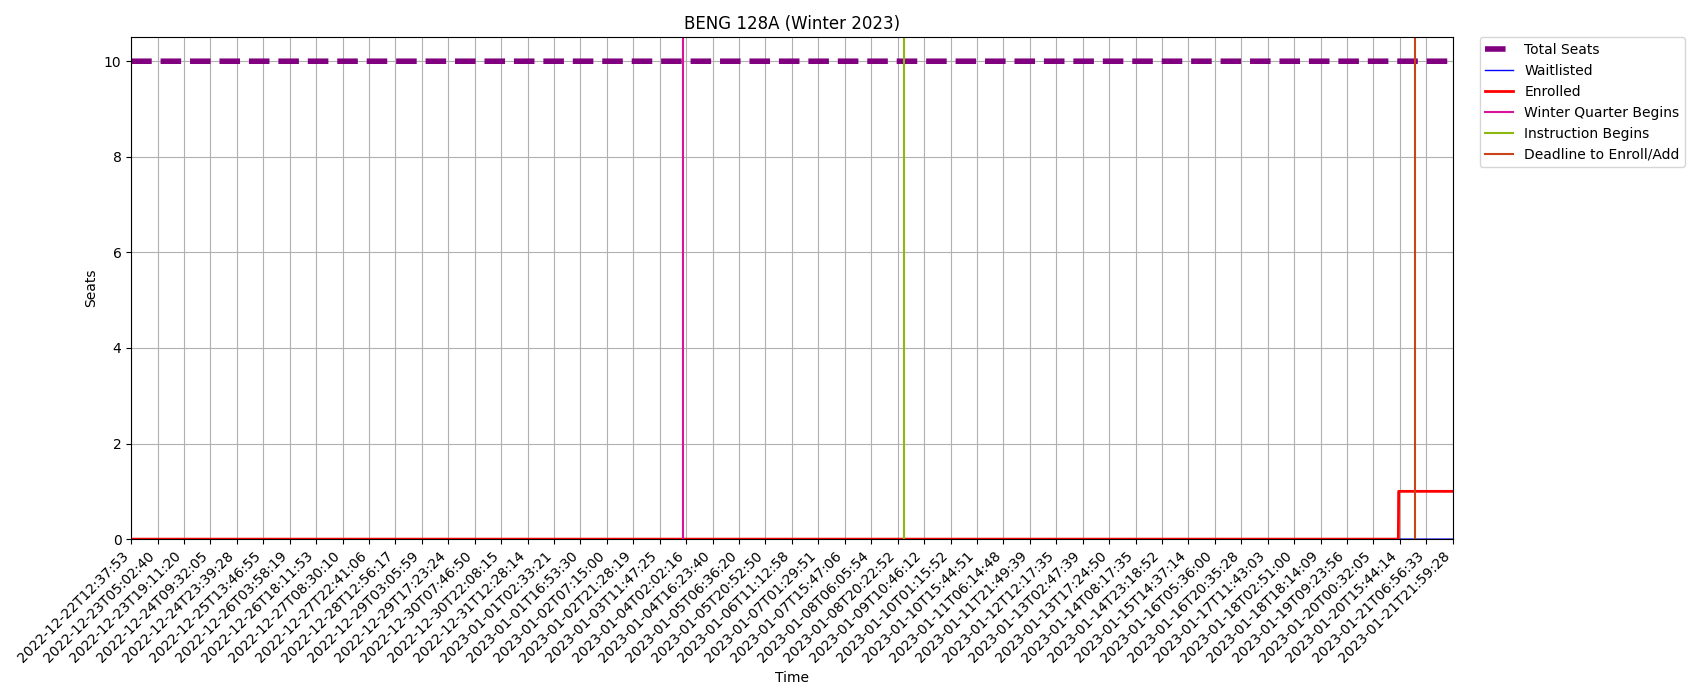 BENG 128A (Winter 2023)
Total Seats
Waitlisted
Enrolled
Winter Quarter Begins
Instruction Begins
Deadline to Enroll/Add
10
8
6
4
2
0
Seats
2022-12-22T12:37:53
2022-12-23T05:02:40
2022-12-23T19:11:20
2022-12-24T09:32:05
2022-12-24T23:39:28
2022-12-25T13:46:55
2022-12-26T03:58:19
2022-12-26T18:11:53
2022-12-27T08:30:10
2022-12-27T22:41:06
2022-12-28T12:56:17
2022-12-29T03:05:59
2022-12-29T17:23:24
2022-12-30T07:46:50
2022-12-30T22:08:15
2022-12-31T12:28:14
2023-01-01T02:33:21
2023-01-01T16:53:30
2023-01-02T07:15:00
2023-01-02T21:28:19
2023-01-03T11:47:25
2023-01-04T02:02:16
2023-01-04T16:23:40
2023-01-05T06:36:20
2023-01-05T20:52:50
2023-01-06T11:12:58
2023-01-07T01:29:51
2023-01-07T15:47:06
2023-01-08T06:05:54
2023-01-08T20:22:52
2023-01-09T10:46:12
2023-01-10T01:15:52
2023-01-10T15:44:51
2023-01-11T06:14:48
2023-01-11T21:49:39
2023-01-12T12:17:35
2023-01-13T02:47:39
2023-01-13T17:24:50
2023-01-14T08:17:35
2023-01-14T23:18:52
2023-01-15T14:37:14
2023-01-16T05:36:00
2023-01-16T20:35:28
2023-01-17T11:43:03
2023-01-18T02:51:00
2023-01-18T18:14:09
2023-01-19T09:23:56
2023-01-20T00:32:05
2023-01-20T15:44:14
2023-01-21T06:56:33
2023-01-21T21:59:28
Time